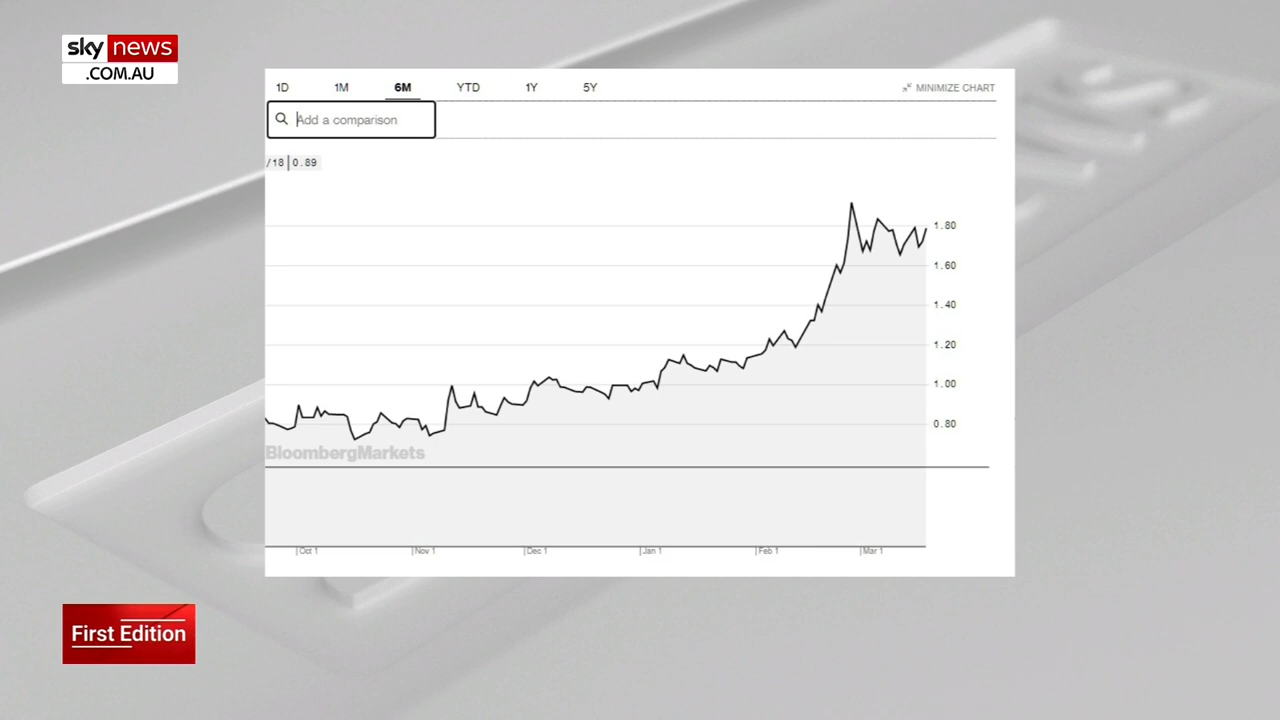 sky news
.COM.AU
1D 1M 6M YTD 1Y 5Y MINIMIZE CHART
Add a comparison
/18 0.89
1.80
1.60
1.40
1.20
1.00
0.80
BloombergMarkets
Oct 1 Nov 1 Dec 1 Jan 1 Feb 1 Mar 1
First Edition